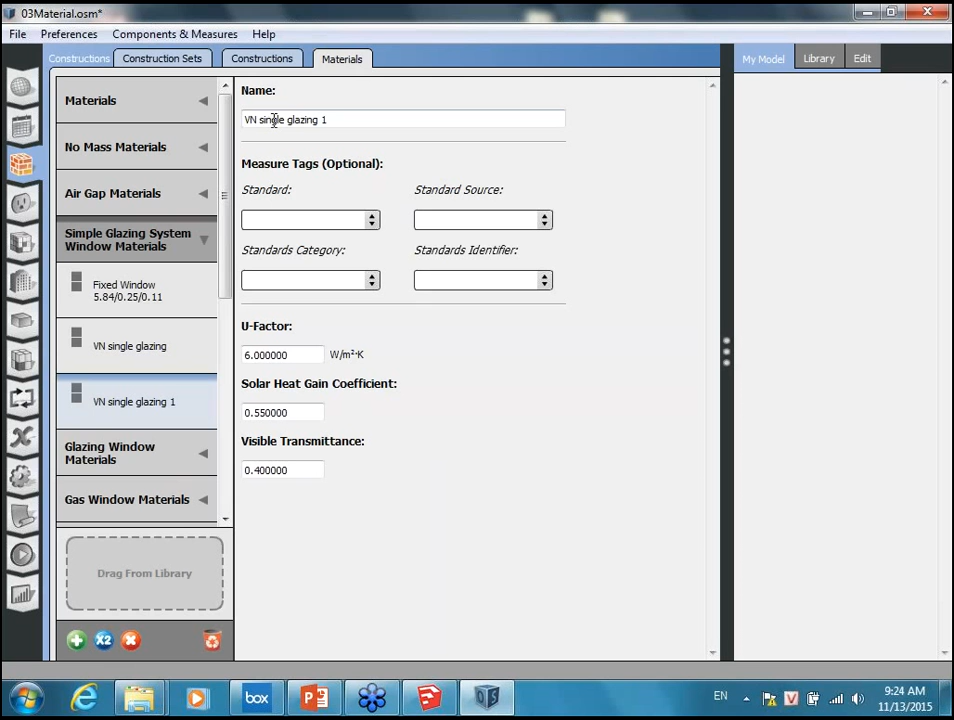 03Material.osm*
File Preferences Components & Measures Help
Constructions Construction Sets Constructions Materials My Model Library Edit
Materials
No Mass Materials
Air Gap Materials
Simple Glazing System
Window Materials
Fixed Window
5.84/0.25/0.11
VN single glazing
VN single glazing 1
Glazing Window
Materials
Gas Window Materials
Drag From Library
X2
Name:
VN single glazing 1
Measure Tags (Optional):
Standard: Standard Source:
Standards Category: Standards Identifier:
U-Factor:
6.000000 W/m²·K
Solar Heat Gain Coefficient:
0.550000
Visible Transmittance:
0.400000
box
EN
V
9:24 AM
11/13/2015